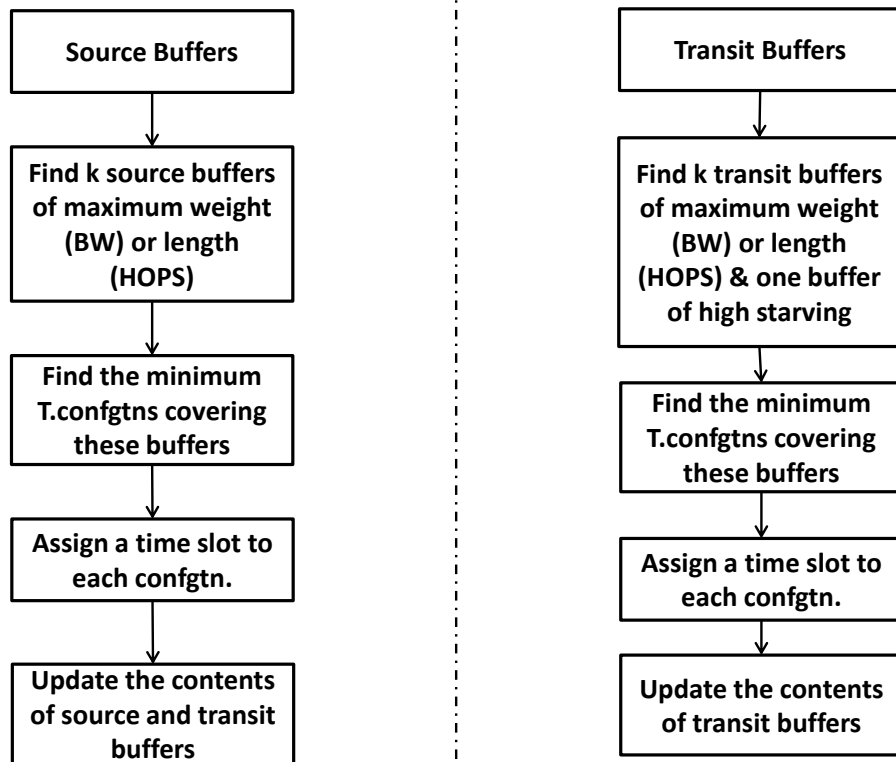 Source Buffers
Find k source buffers
of maximum weight
(BW) or length
(HOPS)
Find the minimum
T.confgtns covering
these buffers
Assign a time slot to
each confgtn.
Update the contents
of source and transit
buffers
Transit Buffers
Find k transit buffers
of maximum weight
(BW) or length
(HOPS) & one buffer
of high starving
Find the minimum
T.confgtns covering
these buffers
Assign a time slot to
each confgtn.
Update the contents
of transit buffers